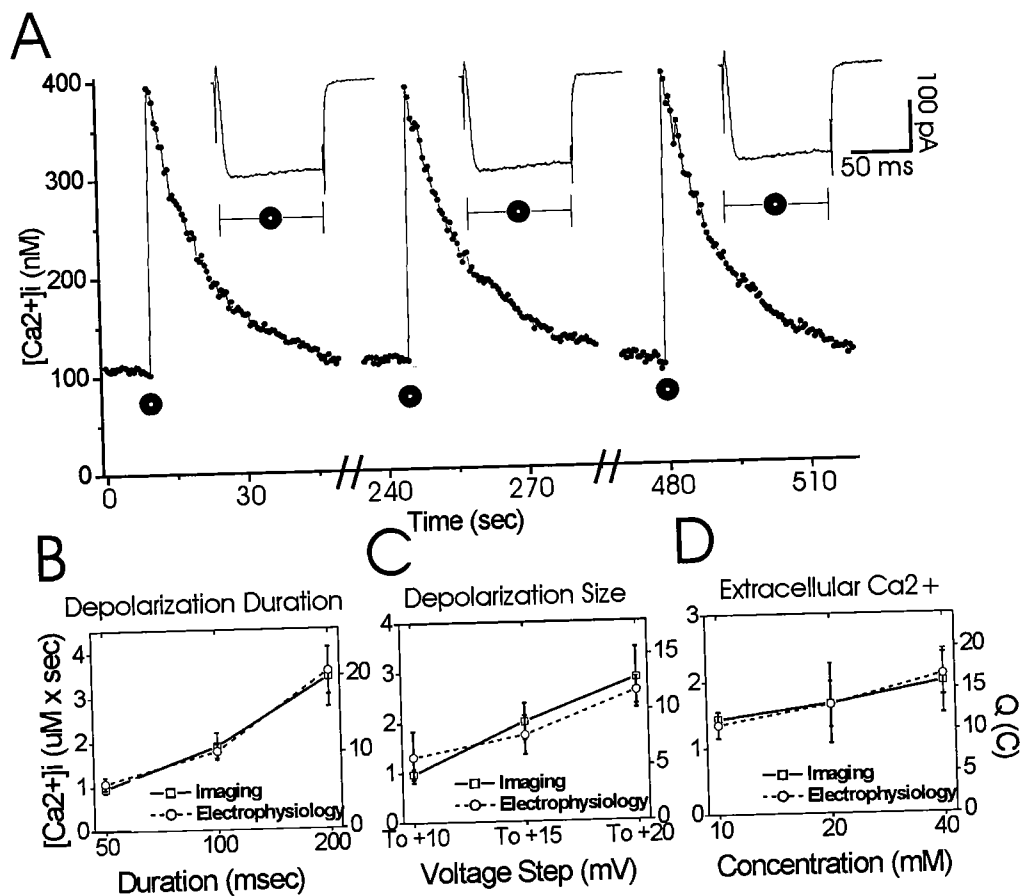 A
400
300
200
100
0
[Ca2+]i (nM)
100 pA
50 ms
0 30 240 270 480 510
Time (sec)
B
Depolarization Duration
4
3
2
1
0
20
10
0
[Ca2+]i (uM x sec)
Imaging
Electrophysiology
50 100 200
Duration (msec)
C
Depolarization Size
4
3
2
1
0
15
10
5
0
Imaging
Electrophysiology
To +10 To +15 To +20
Voltage Step (mV)
D
Extracellular Ca2+
3
2
1
0
20
15
10
5
0
Q (C)
Imaging
Electrophysiology
10 20 40
Concentration (mM)